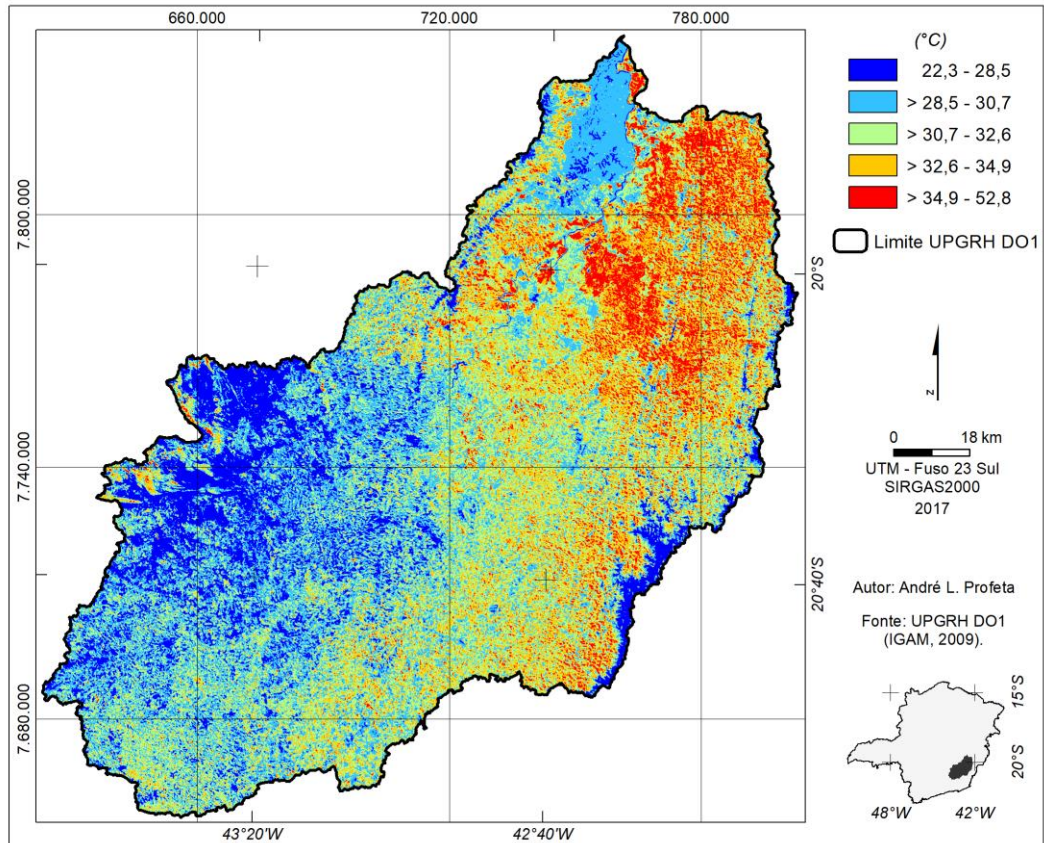 660.000
720.000
780.000
7.800.000
7.740.000
7.680.000
20°S
20°40'S
43°20'W
42°40'W
(°C)
22,3 - 28,5
> 28,5 - 30,7
> 30,7 - 32,6
> 32,6 - 34,9
> 34,9 - 52,8
Limite UPGRH DO1
N
0 18 km
UTM - Fuso 23 Sul
SIRGAS2000
2017
Autor: André L. Profeta
Fonte: UPGRH DO1
(IGAM, 2009).
15°S
20°S
48°W
42°W